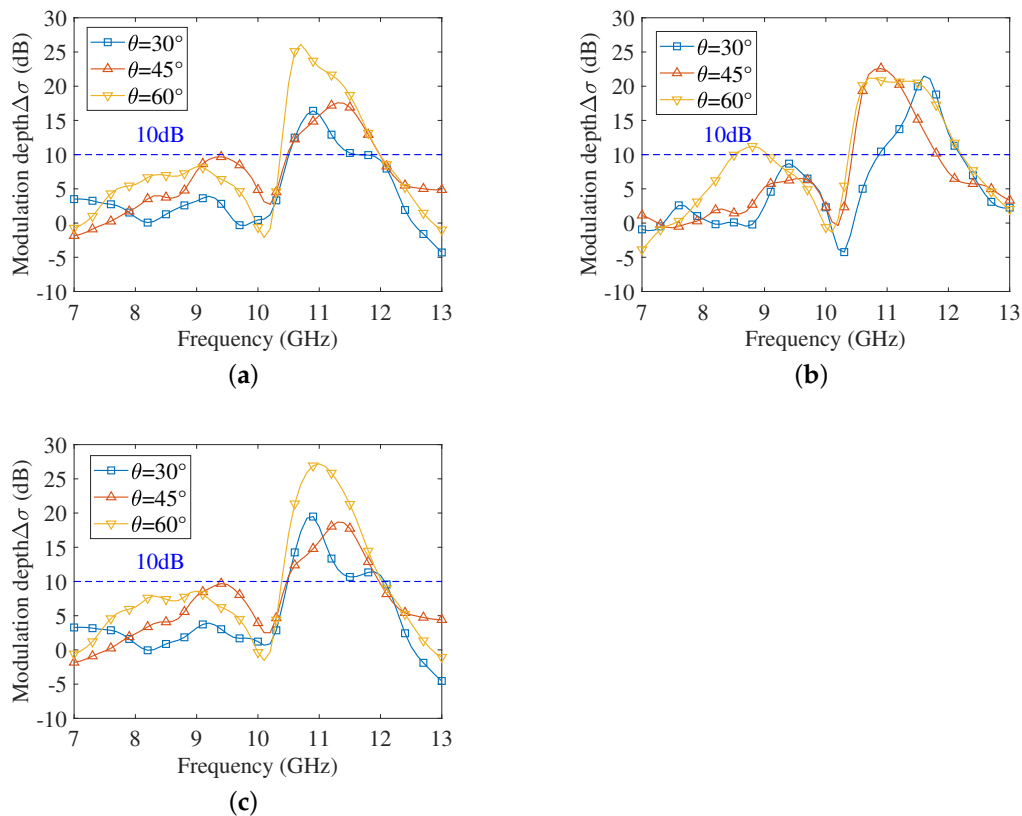 30
25
20
15
10
5
0
-5
-10
Modulation depthΔσ (dB)
θ=30°
θ=45°
θ=60°
10dB
7 8 9 10 11 12 13
Frequency (GHz)
(a)
30
25
20
15
10
5
0
-5
-10
Modulation depthΔσ (dB)
θ=30°
θ=45°
θ=60°
10dB
7 8 9 10 11 12 13
Frequency (GHz)
(b)
30
25
20
15
10
5
0
-5
-10
Modulation depthΔσ (dB)
θ=30°
θ=45°
θ=60°
10dB
7 8 9 10 11 12 13
Frequency (GHz)
(c)